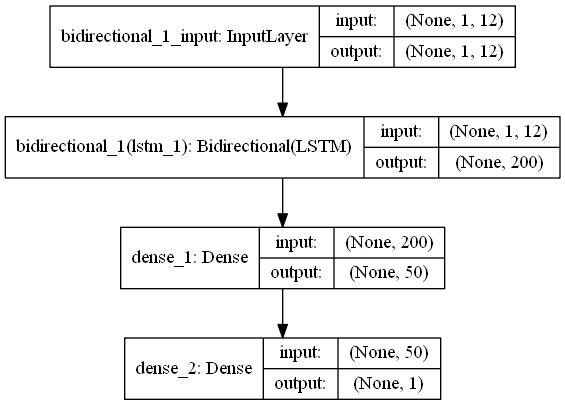 bidirectional_1_input: InputLayer
input: (None, 1, 12)
output: (None, 1, 12)
bidirectional_1(lstm_1): Bidirectional(LSTM)
input: (None, 1, 12)
output: (None, 200)
dense_1: Dense
input: (None, 200)
output: (None, 50)
dense_2: Dense
input: (None, 50)
output: (None, 1)